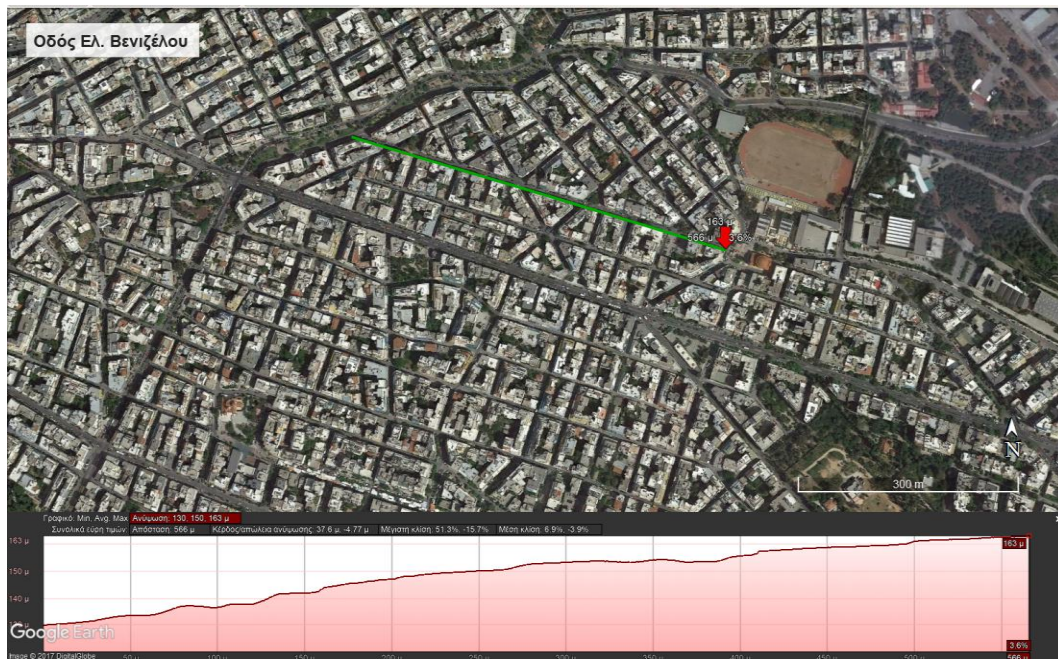 Οδός Ελ. Βενιζέλου
163 μ
566 μ 3,6%
N
300 m
Γραφικό: Min, Avg, Max Ανύψωση: 130, 150, 163 μ
Συνολικά εύρη τιμών: Απόσταση: 566 μ Κέρδος/απώλεια ανύψωσης: 37.6 μ, -4.77 μ Μέγιστη κλίση: 51.3%, -15.7% Μέση κλίση: 6.9%, -3.9%
163 μ 163 μ
150 μ
140 μ
Google Earth
3.6%
Image © 2017 DigitalGlobe 50 μ 100 μ 150 μ 200 μ 250 μ 300 μ 350 μ 400 μ 450 μ 500 μ 566 μ